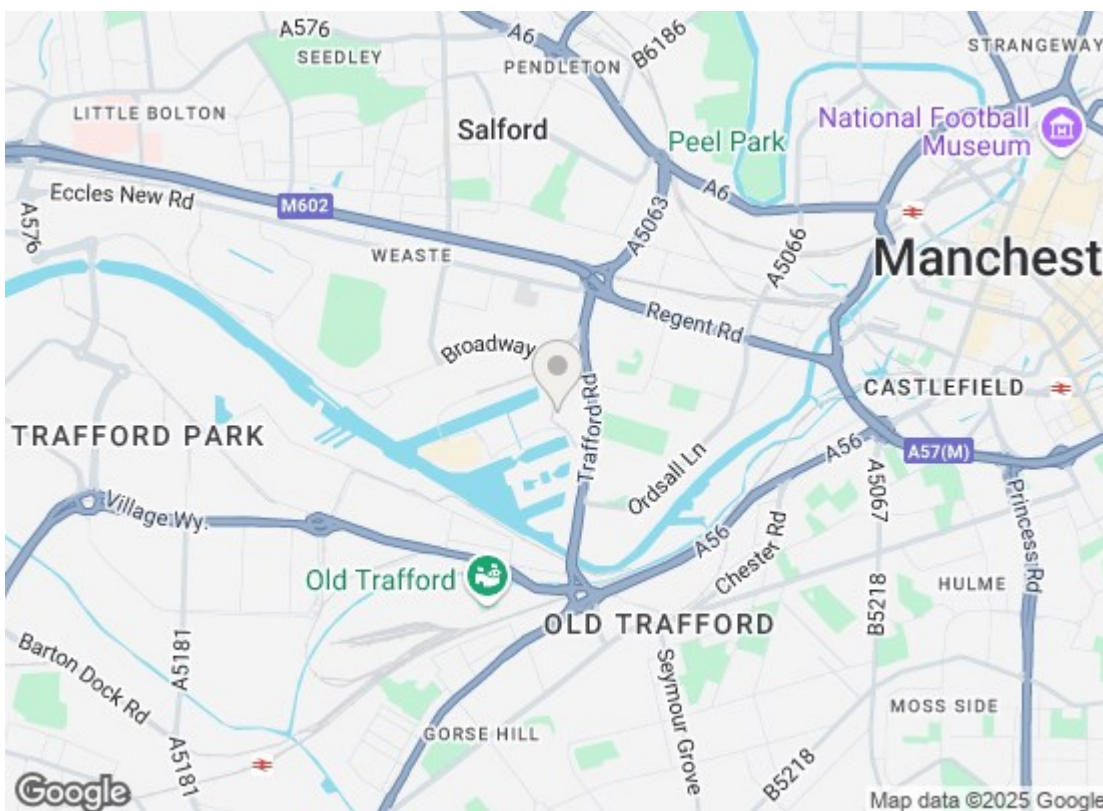 A576
A6
B6186
STRANGEWAY
SEEDLEY
PENDLETON
LITTLE BOLTON
Salford
National Football
Museum
Peel Park
Eccles New Rd
M602
A6
A576
A5063
A5066
WEASTE
Manchest
Regent Rd
Broadway
CASTLEFIELD
Trafford Rd
TRAFFORD PARK
A56
A57(M)
Ordsall Ln
A5067
Princess Rd
Village Wy.
A56
Chester Rd
Old Trafford
HULME
B5218
OLD TRAFFORD
Barton Dock Rd
A5181
Seymour Grove
MOSS SIDE
GORSE HILL
A5181
B5218
Google
Map data ©2025 Google